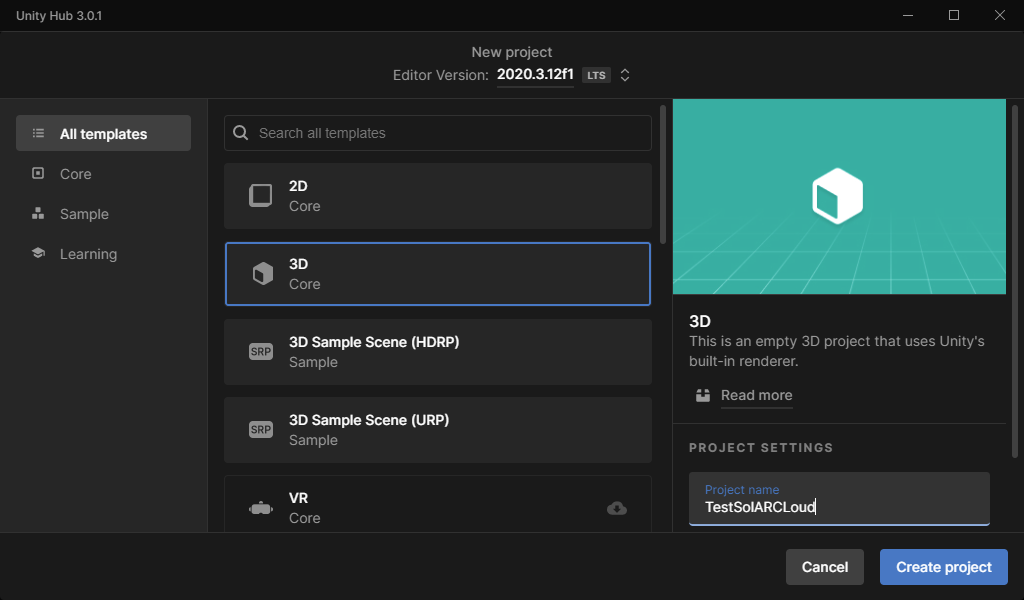 Unity Hub 3.0.1
New project
Editor Version: 2020.3.12f1 LTS
All templates
Core
Sample
Learning
Search all templates
2D
Core
3D
Core
SRP
3D Sample Scene (HDRP)
Sample
SRP
3D Sample Scene (URP)
Sample
VR
Core
3D
This is an empty 3D project that uses Unity's
built-in renderer.
Read more
PROJECT SETTINGS
Project name
TestSolARCLoud
Cancel
Create project